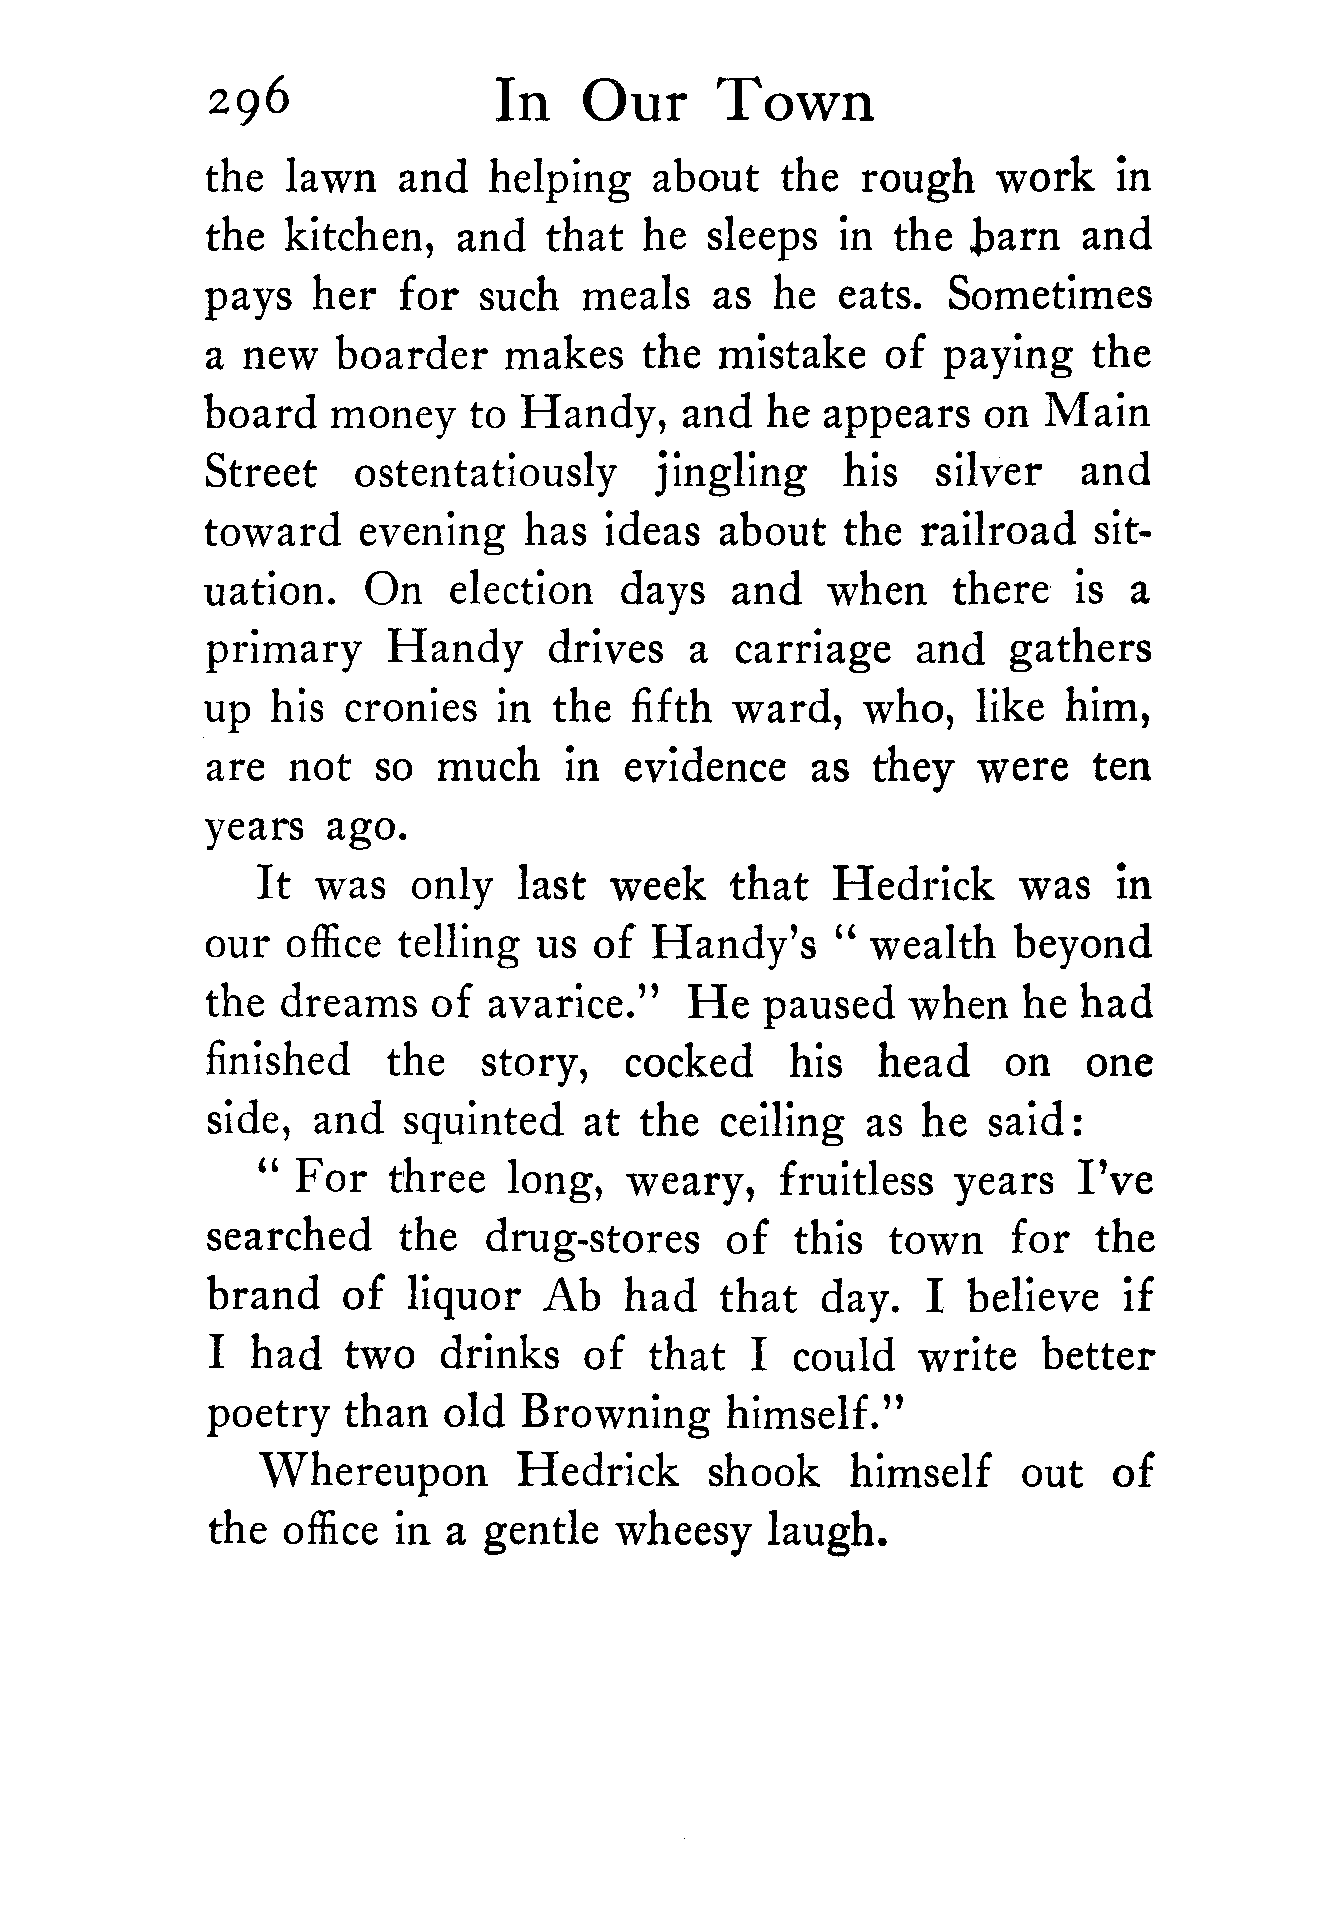 296 In Our Town
the lawn and helping about the rough work in
the kitchen, and that he sleeps in the barn and
pays her for such meals as he eats. Sometimes
a new boarder makes the mistake of paying the
board money to Handy, and he appears on Main
Street ostentatiously jingling his silver and
toward evening has ideas about the railroad sit-
uation. On election days and when there is a
primary Handy drives a carriage and gathers
up his cronies in the fifth ward, who, like him,
are not so much in evidence as they were ten
years ago.
It was only last week that Hedrick was in
our office telling us of Handy's “ wealth beyond
the dreams of avarice.” He paused when he had
finished the story, cocked his head on one
side, and squinted at the ceiling as he said:
“ For three long, weary, fruitless years I've
searched the drug-stores of this town for the
brand of liquor Ab had that day. I believe if
I had two drinks of that I could write better
poetry than old Browning himself.”
Whereupon Hedrick shook himself out of
the office in a gentle wheesy laugh.